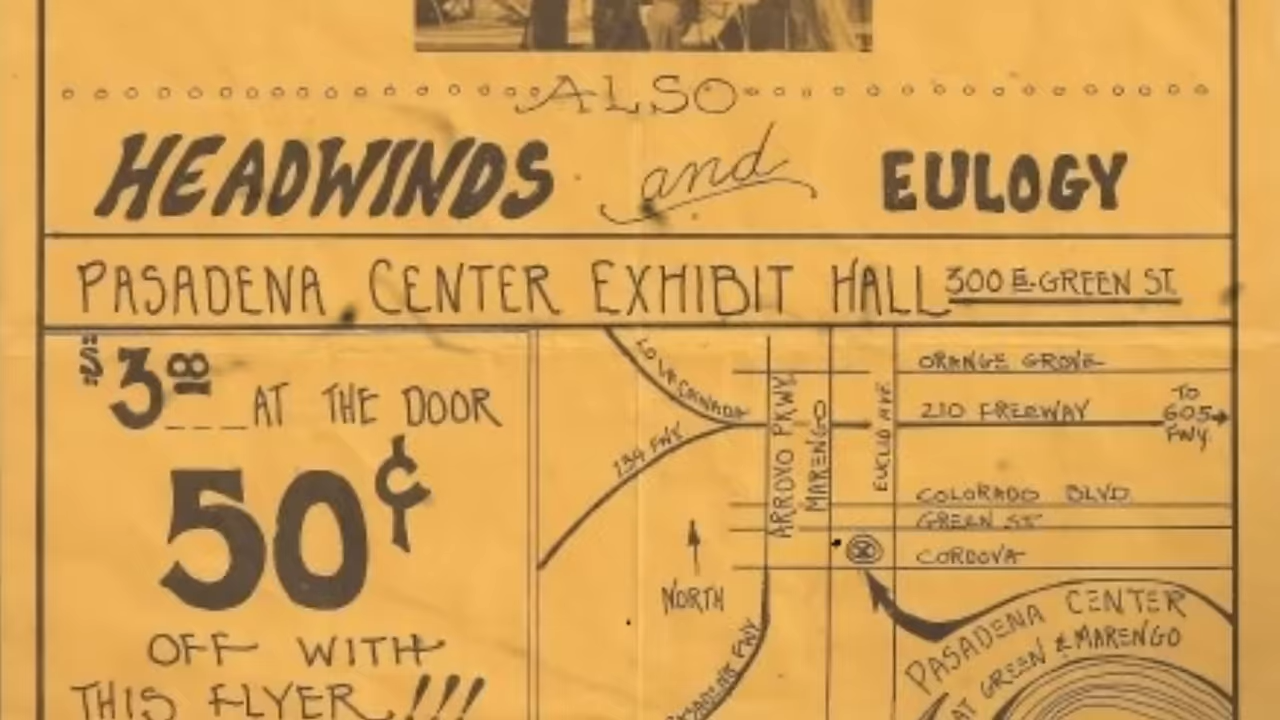 ALSO
HEADWINDS and EULOGY
PASADENA CENTER EXHIBIT HALL 300 E. GREEN ST.
$3.00 ___ AT THE DOOR
50¢
OFF WITH
THIS FLYER!!!
TO LA CANADA
134 FWY
ARROYO PKWY
MARENGO
EUCLID AVE
ORANGE GROVE
210 FREEWAY
TO
605
FWY.
COLORADO BLVD.
GREEN ST
CORDOVA
NORTH
FWY
PASADENA CENTER
AT GREEN & MARENGO